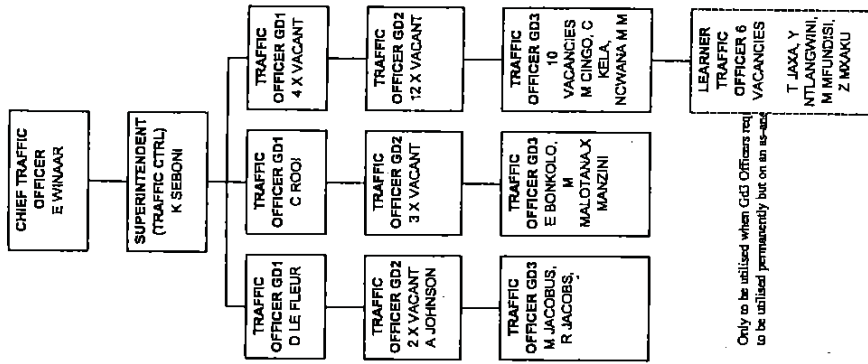 CHIEF TRAFFIC
OFFICER
E WINAAR
SUPERINTENDENT
(TRAFFIC CTRL)
K SEBONI
TRAFFIC
OFFICER GD1
D LE FLEUR
TRAFFIC
OFFICER GD2
2 X VACANT
A JOHNSON
TRAFFIC
OFFICER GD3
M JACOBUS,
R JACOBS,
TRAFFIC
OFFICER GD1
C ROOI
TRAFFIC
OFFICER GD2
3 X VACANT
TRAFFIC
OFFICER GD3
E BONKOLO,
M
MALOTANA,X
MANZINI
TRAFFIC
OFFICER GD1
4 X VACANT
TRAFFIC
OFFICER GD2
12 X VACANT
TRAFFIC
OFFICER GD3
10
VACANCIES
M CINGO, C
KELA,
NCWANA M M
LEARNER
TRAFFIC
OFFICER 6
VACANCIES
T JAXA, Y
NTLANGWINI,
M MFUNDISI,
Z MXAKU
Only to be utilised when Gd3 Officers req
to be utilised permanently but on an